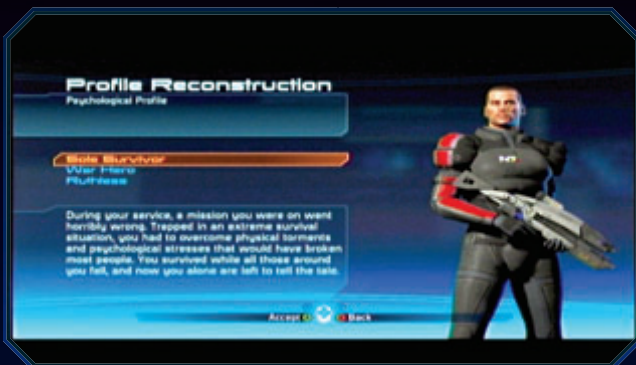 Profile Reconstruction
Psychological Profile
Sole Survivor
War Hero
Ruthless
During your service, a mission you were on went
horribly wrong. Trapped in an extreme survival
situation, you had to overcome physical torments
and psychological stresses that would have broken
most people. You survived while all those around
you fell, and now you alone are left to tell the tale.
Accept Back
N7